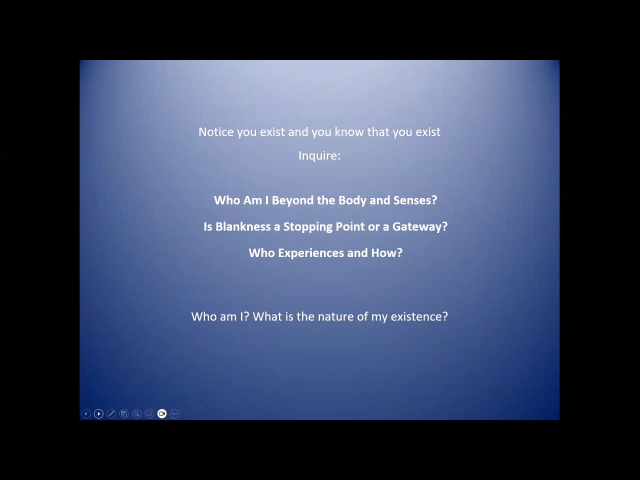 Notice you exist and you know that you exist
Inquire:
Who Am I Beyond the Body and Senses?
Is Blankness a Stopping Point or a Gateway?
Who Experiences and How?
Who am I? What is the nature of my existence?